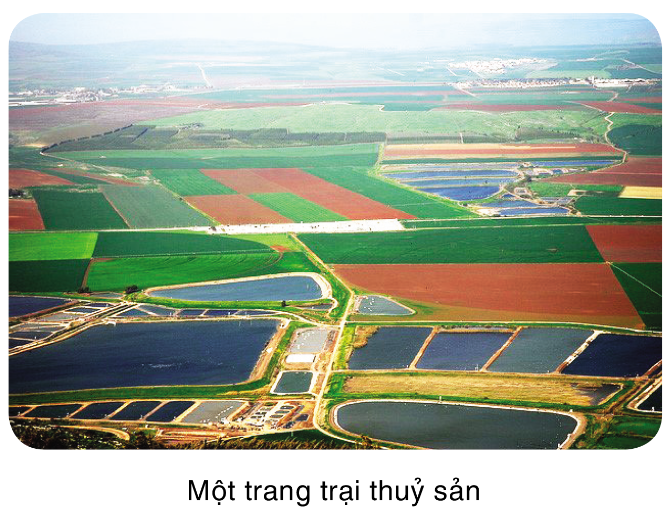 Một trang trại thuỷ sản